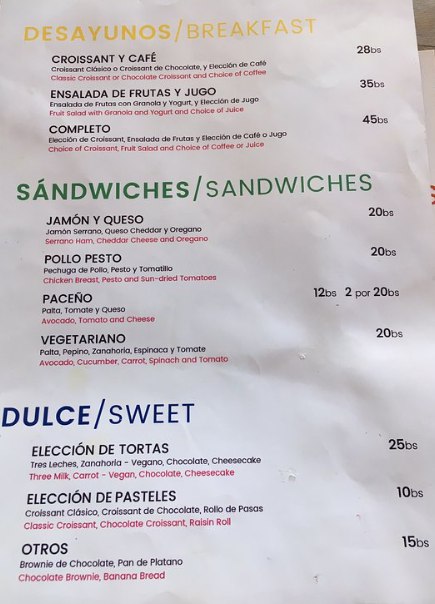 DESAYUNOS/BREAKFAST
CROISSANT Y CAFÉ 28bs
Croissant Clásico o Croissant de Chocolate, y Elección de Café
Classic Croissant or Chocolate Croissant and Choice of Coffee
ENSALADA DE FRUTAS Y JUGO 35bs
Ensalada de Frutas con Granola y Yogurt, y Elección de Jugo
Fruit Salad with Granola and Yogurt and Choice of Juice
COMPLETO 45bs
Elección de Croissant, Ensalada de Frutas y Elección de Café o Jugo
Choice of Croissant, Fruit Salad and Choice of Coffee or Juice
SÁNDWICHES/SANDWICHES
JAMÓN Y QUESO 20bs
Jamón Serrano, Queso Cheddar y Oregano
Serrano Ham, Cheddar Cheese and Oregano
POLLO PESTO 20bs
Pechuga de Pollo, Pesto y Tomatillo
Chicken Breast, Pesto and Sun-dried Tomatoes
PACEÑO 12bs 2 por 20bs
Palta, Tomate y Queso
Avocado, Tomato and Cheese
VEGETARIANO 20bs
Palta, Pepino, Zanahoria, Espinaca y Tomate
Avocado, Cucumber, Carrot, Spinach and Tomato
DULCE/SWEET
ELECCIÓN DE TORTAS 25bs
Tres Leches, Zanahorla - Vegano, Chocolate, Cheesecake
Three Milk, Carrot - Vegan, Chocolate, Cheesecake
ELECCIÓN DE PASTELES 10bs
Croissant Clásico, Croissant de Chocolate, Rollo de Pasas
Classic Croissant, Chocolate Croissant, Raisin Roll
OTROS 15bs
Brownie de Chocolate, Pan de Platano
Chocolate Brownie, Banana Bread